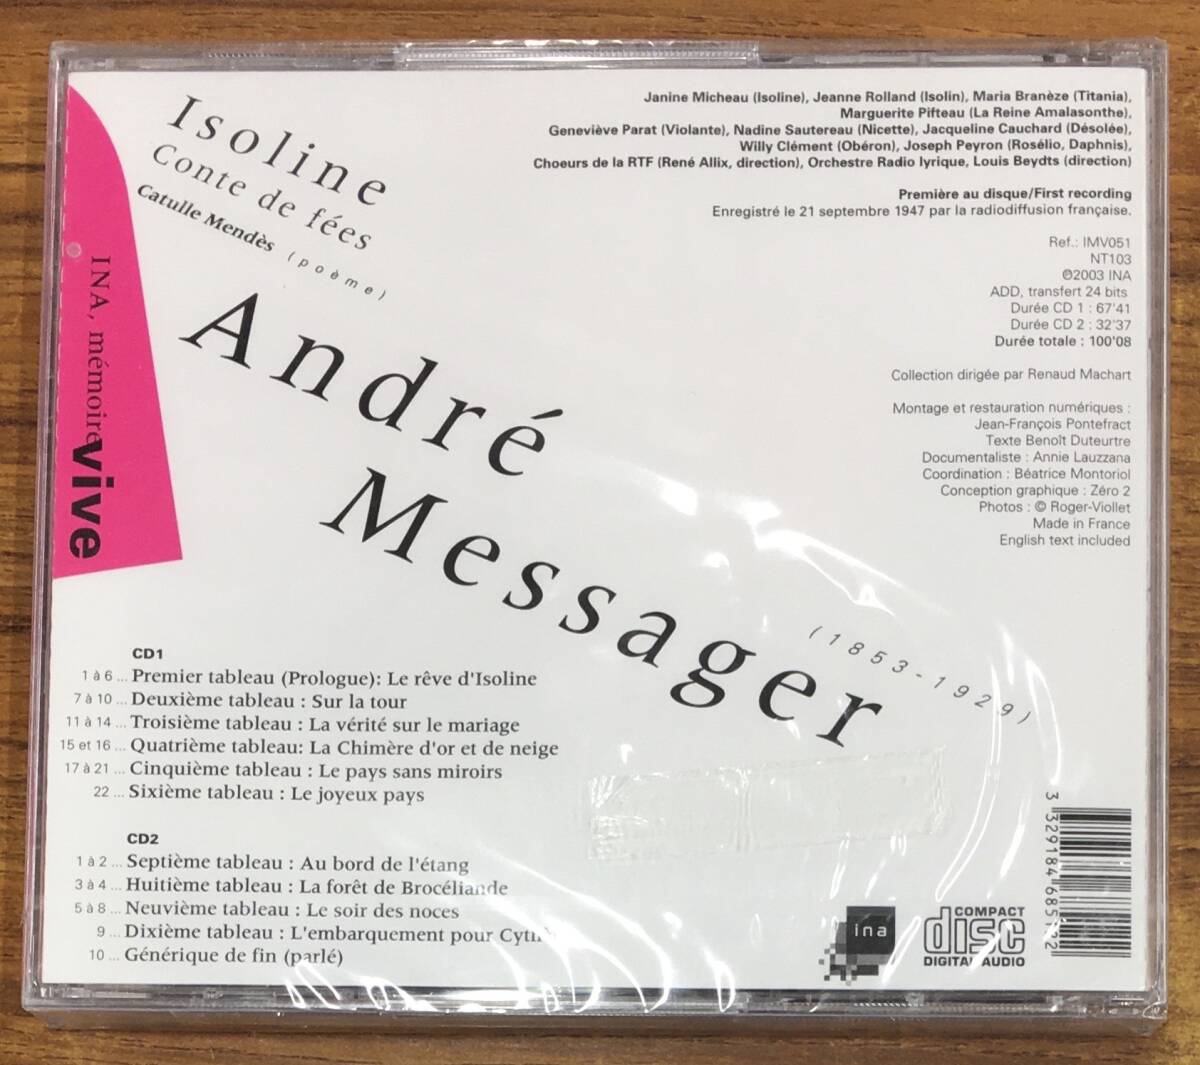 Isoline
Conte de fées
Catulle Mendès (poème)
André
Messager
(1853-1929)
INA, mémoire
vive
Janine Micheau (Isoline), Jeanne Rolland (Isolin), Maria Branèze (Titania),
Marguerite Pifteau (La Reine Amalasonthe),
Geneviève Parat (Violante), Nadine Sautereau (Nicette), Jacqueline Cauchard (Désolée),
Willy Clément (Obéron), Joseph Peyron (Rosélio, Daphnis),
Choeurs de la RTF (René Allix, direction), Orchestre Radio lyrique, Louis Beydts (direction)
Première au disque/First recording
Enregistré le 21 septembre 1947 par la radiodiffusion française.
Ref.: IMV051
NT103
℗2003 INA
ADD, transfert 24 bits
Durée CD 1 : 67'41
Durée CD 2 : 32'37
Durée totale : 100'08
Collection dirigée par Renaud Machart
Montage et restauration numériques :
Jean-François Pontefract
Texte Benoît Duteurtre
Documentaliste : Annie Lauzzana
Coordination : Béatrice Montoriol
Conception graphique : Zéro 2
Photos : © Roger-Viollet
Made in France
English text included
CD1
1 à 6 ... Premier tableau (Prologue): Le rêve d'Isoline
7 à 10 ... Deuxième tableau : Sur la tour
11 à 14 ... Troisième tableau : La vérité sur le mariage
15 et 16 ... Quatrième tableau: La Chimère d'or et de neige
17 à 21 ... Cinquième tableau : Le pays sans miroirs
22 ... Sixième tableau : Le joyeux pays
CD2
1 à 2 ... Septième tableau : Au bord de l'étang
3 à 4 ... Huitième tableau : La forêt de Brocéliande
5 à 8 ... Neuvième tableau : Le soir des noces
9 ... Dixième tableau : L'embarquement pour
10 ... Générique de fin (parlé)
ina
COMPACT
disc
DIGITAL AUDIO
3 329184 685122